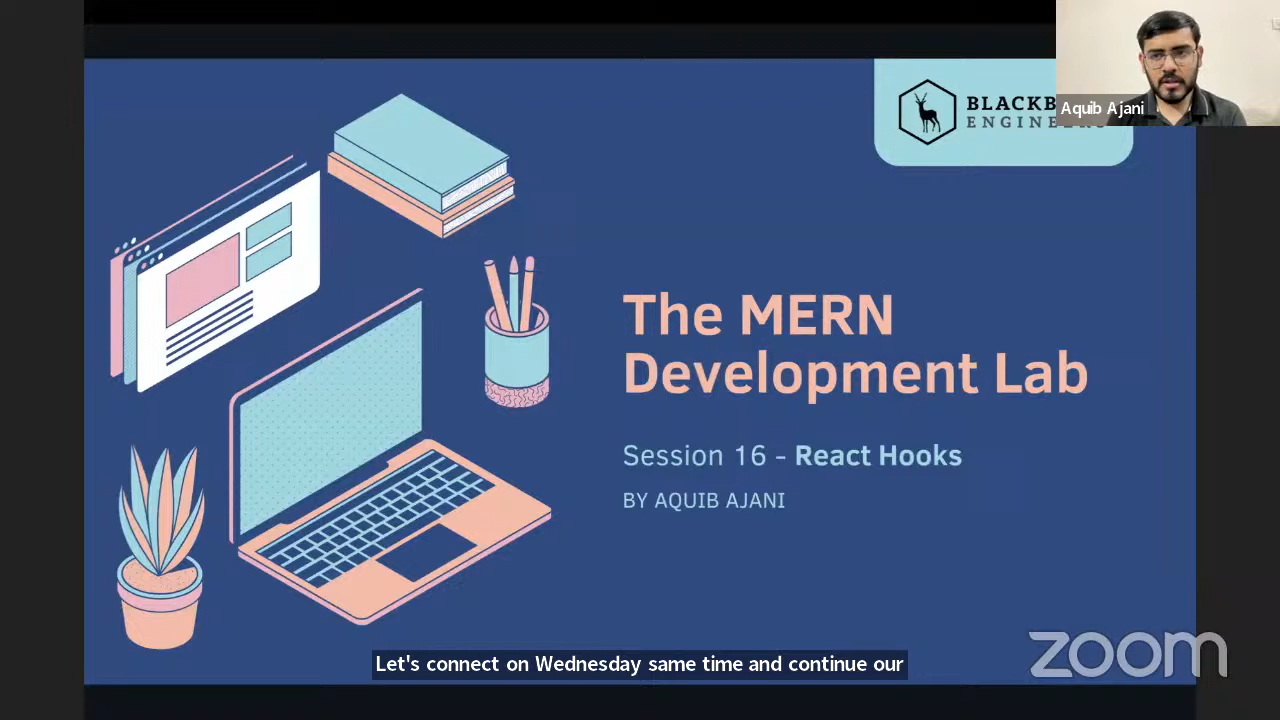 Aquib Ajani
The MERN
Development Lab
Session 16 - React Hooks
BY AQUIB AJANI
Let's connect on Wednesday same time and continue our
zoom